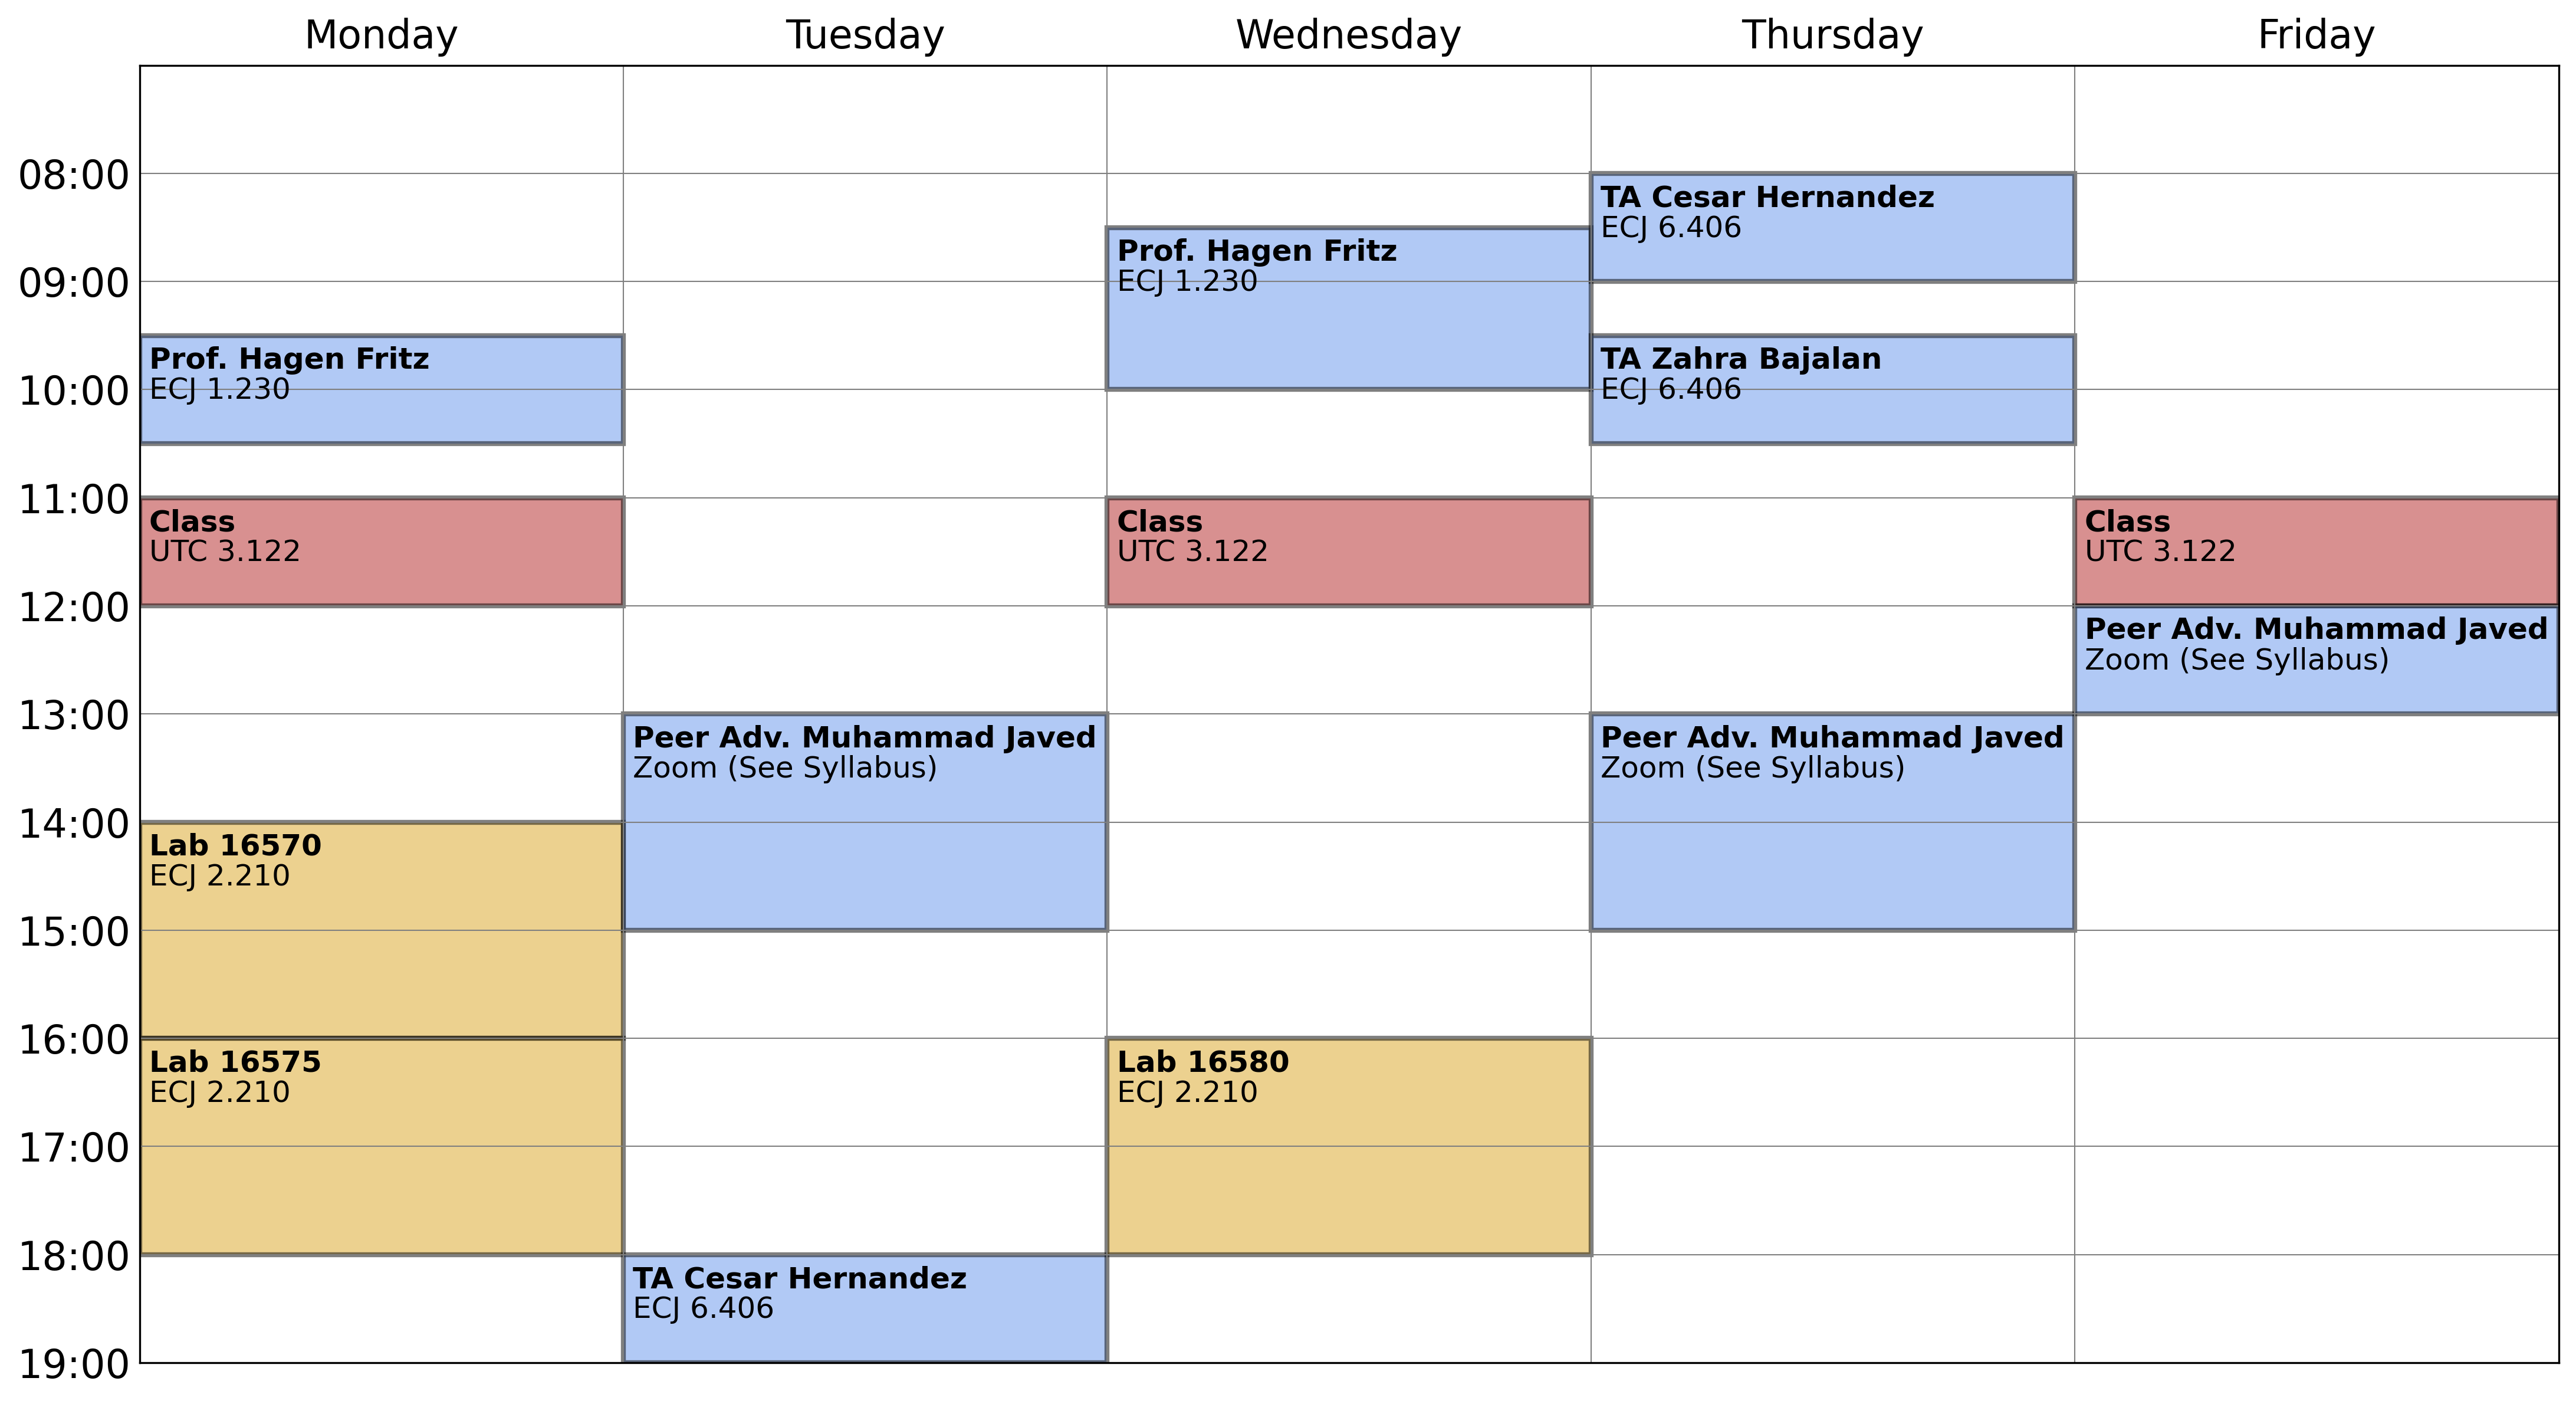 Monday
Tuesday
Wednesday
Thursday
Friday
08:00
09:00
10:00
11:00
12:00
13:00
14:00
15:00
16:00
17:00
18:00
19:00
Prof. Hagen Fritz
ECJ 1.230
Class
UTC 3.122
Lab 16570
ECJ 2.210
Lab 16575
ECJ 2.210
Peer Adv. Muhammad Javed
Zoom (See Syllabus)
TA Cesar Hernandez
ECJ 6.406
Prof. Hagen Fritz
ECJ 1.230
Class
UTC 3.122
Lab 16580
ECJ 2.210
TA Cesar Hernandez
ECJ 6.406
TA Zahra Bajalan
ECJ 6.406
Peer Adv. Muhammad Javed
Zoom (See Syllabus)
Class
UTC 3.122
Peer Adv. Muhammad Javed
Zoom (See Syllabus)